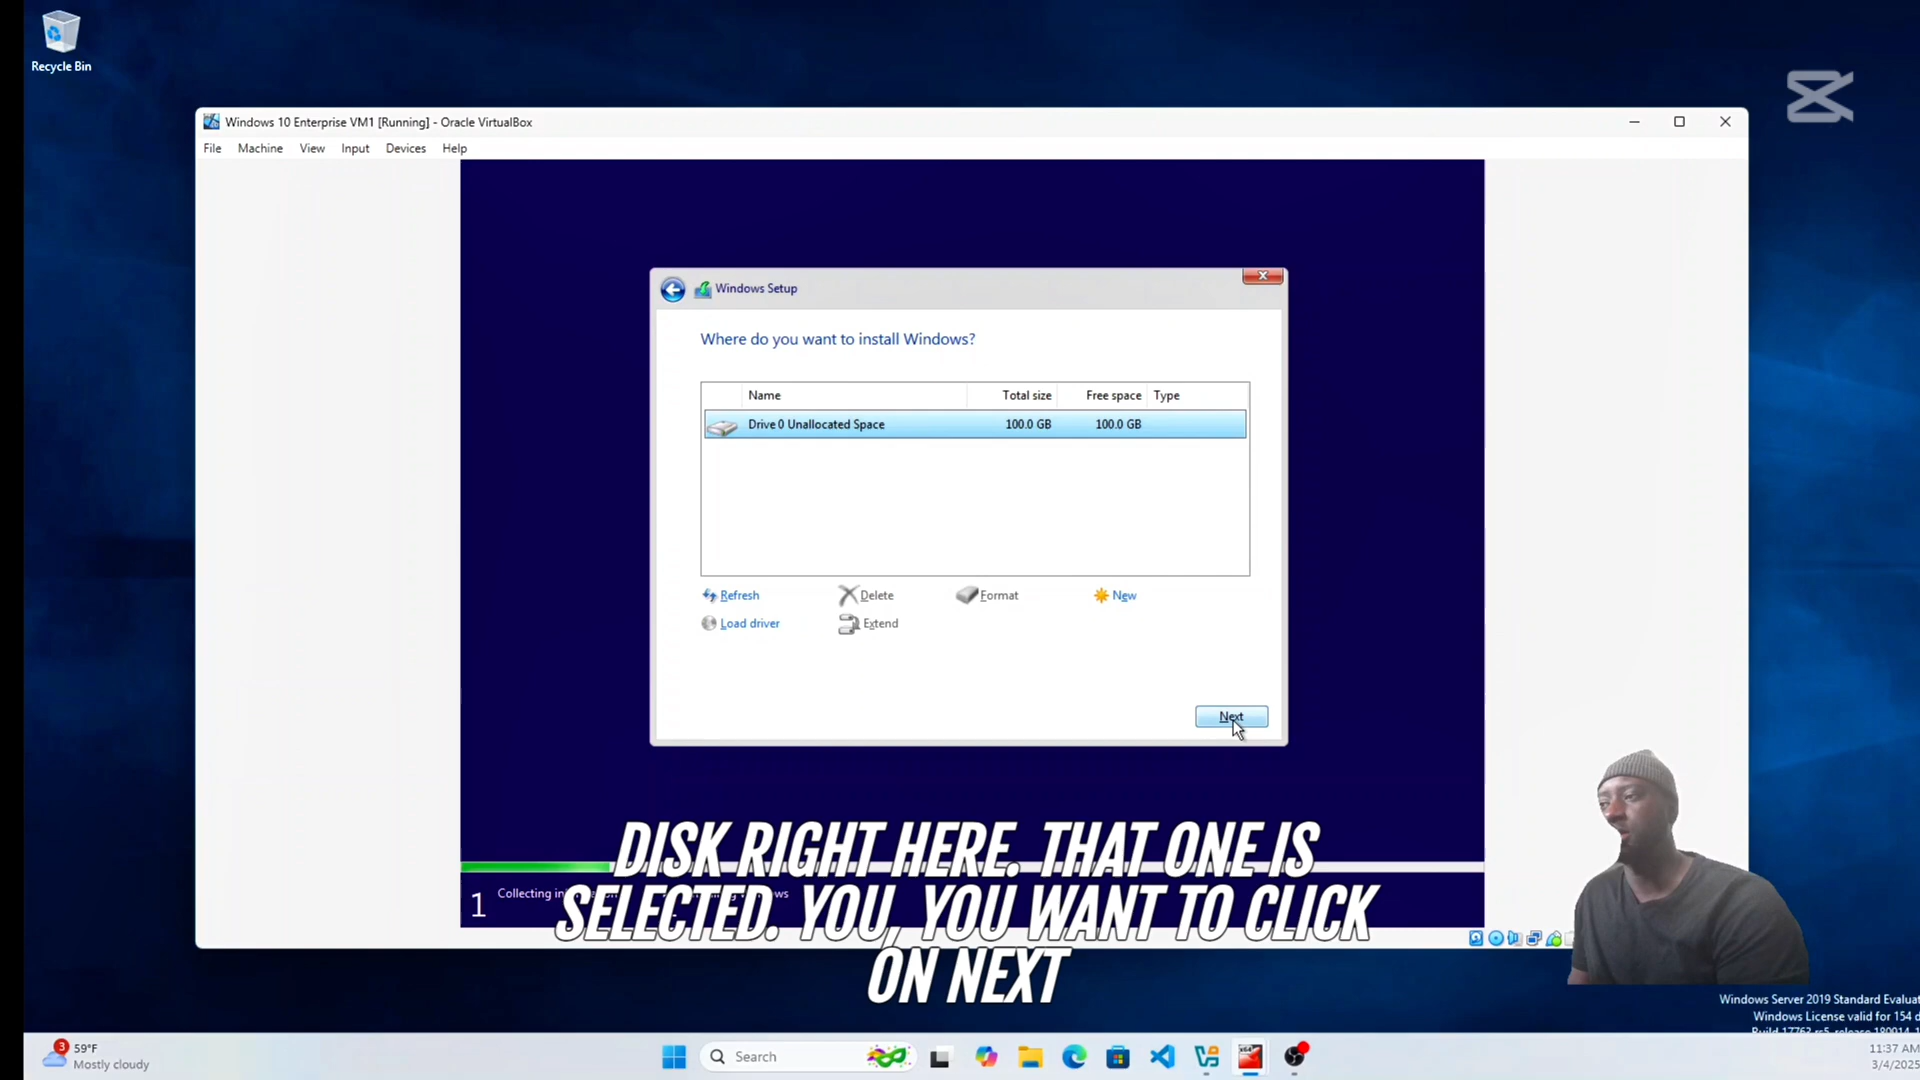 Recycle Bin
Windows 10 Enterprise VM1 [Running] - Oracle VirtualBox
File Machine View Input Devices Help
Windows Setup
Where do you want to install Windows?
Name Total size Free space Type
Drive 0 Unallocated Space 100.0 GB 100.0 GB
Refresh Delete Format New
Load driver Extend
Next
1 Collecting
DISK RIGHT HERE. THAT ONE IS
SELECTED. YOU, YOU WANT TO CLICK
ON NEXT
Windows Server 2019 Standard
Windows License valid for 154
3 59°F
Mostly cloudy
Search
11:37 AM
3/4/2025